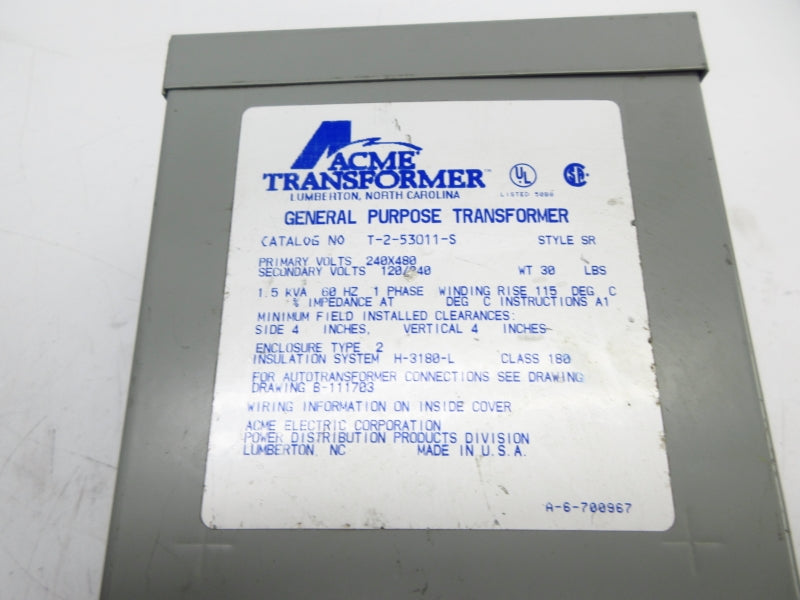 ACME
TRANSFORMER™
LUMBERTON, NORTH CAROLINA
UL
LISTED
SA
GENERAL PURPOSE TRANSFORMER
CATALOG NO T-2-53011-S STYLE SR
PRIMARY VOLTS 240X480
SECONDARY VOLTS 120/240 WT 30 LBS
1.5 KVA 60 HZ 1 PHASE WINDING RISE 115 DEG C
% IMPEDANCE AT DEG C INSTRUCTIONS A1
MINIMUM FIELD INSTALLED CLEARANCES:
SIDE 4 INCHES, VERTICAL 4 INCHES
ENCLOSURE TYPE 2
INSULATION SYSTEM H-3180-L CLASS 180
FOR AUTOTRANSFORMER CONNECTIONS SEE DRAWING
DRAWING B-111703
WIRING INFORMATION ON INSIDE COVER
ACME ELECTRIC CORPORATION
POWER DISTRIBUTION PRODUCTS DIVISION
LUMBERTON, NC MADE IN U.S.A.
A-6-700967